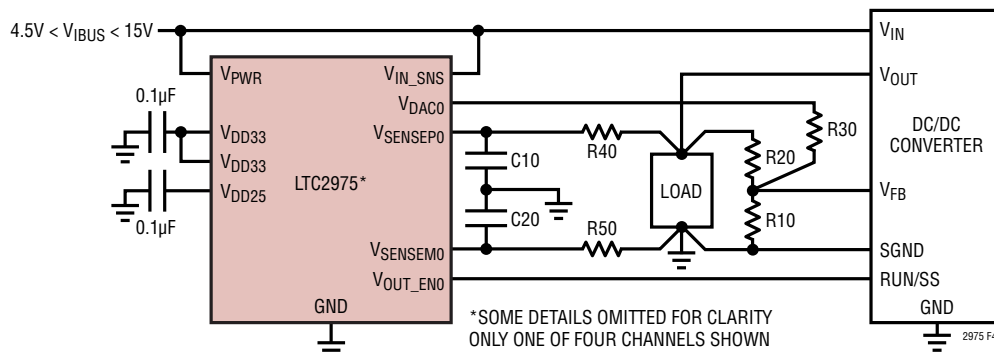 4.5V < VIBUS < 15V
VPWR
VIN_SNS
VIN
VDAC0
VOUT
0.1µF
VDD33
VSENSEP0
R40
R30
DC/DC
CONVERTER
VDD33
C10
R20
LTC2975*
LOAD
VDD25
VFB
0.1µF
C20
R10
R50
VSENSEM0
SGND
VOUT_EN0
RUN/SS
GND
GND
*SOME DETAILS OMITTED FOR CLARITY
ONLY ONE OF FOUR CHANNELS SHOWN